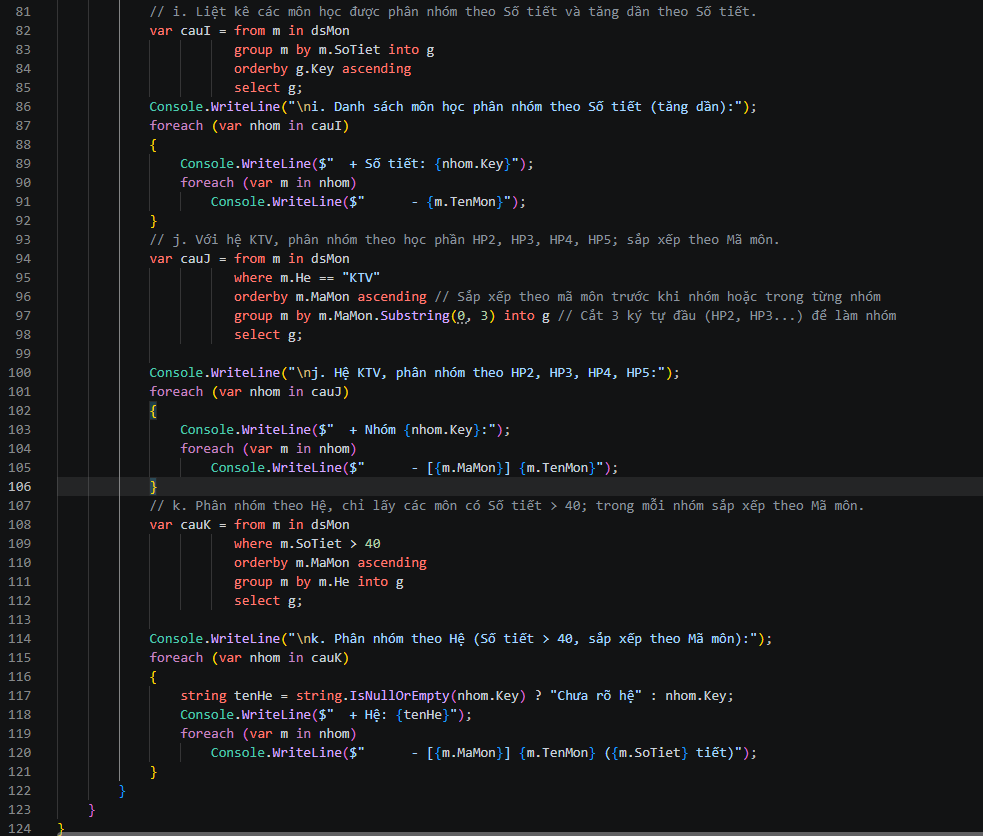 81 // i. Liệt kê các môn học được phân nhóm theo Số tiết và tăng dần theo Số tiết.
82 var cauI = from m in dsMon
83 group m by m.SoTiet into g
84 orderby g.Key ascending
85 select g;
86 Console.WriteLine("\ni. Danh sách môn học phân nhóm theo Số tiết (tăng dần):");
87 foreach (var nhom in cauI)
88 {
89 Console.WriteLine($"  + Số tiết: {nhom.Key}");
90 foreach (var m in nhom)
91 Console.WriteLine($"      - {m.TenMon}");
92 }
93 // j. Với hệ KTV, phân nhóm theo học phần HP2, HP3, HP4, HP5; sắp xếp theo Mã môn.
94 var cauJ = from m in dsMon
95 where m.He == "KTV"
96 orderby m.MaMon ascending // Sắp xếp theo mã môn trước khi nhóm hoặc trong từng nhóm
97 group m by m.MaMon.Substring(0, 3) into g // Cắt 3 ký tự đầu (HP2, HP3...) để làm nhóm
98 select g;
99
100 Console.WriteLine("\nj. Hệ KTV, phân nhóm theo HP2, HP3, HP4, HP5:");
101 foreach (var nhom in cauJ)
102 {
103 Console.WriteLine($"  + Nhóm {nhom.Key}:");
104 foreach (var m in nhom)
105 Console.WriteLine($"      - [{m.MaMon}] {m.TenMon}");
106 }
107 // k. Phân nhóm theo Hệ, chỉ lấy các môn có Số tiết > 40; trong mỗi nhóm sắp xếp theo Mã môn.
108 var cauK = from m in dsMon
109 where m.SoTiet > 40
110 orderby m.MaMon ascending
111 group m by m.He into g
112 select g;
113
114 Console.WriteLine("\nk. Phân nhóm theo Hệ (Số tiết > 40, sắp xếp theo Mã môn):");
115 foreach (var nhom in cauK)
116 {
117 string tenHe = string.IsNullOrEmpty(nhom.Key) ? "Chưa rõ hệ" : nhom.Key;
118 Console.WriteLine($"  + Hệ: {tenHe}");
119 foreach (var m in nhom)
120 Console.WriteLine($"      - [{m.MaMon}] {m.TenMon} ({m.SoTiet} tiết)");
121 }
122 }
123 }
124 }